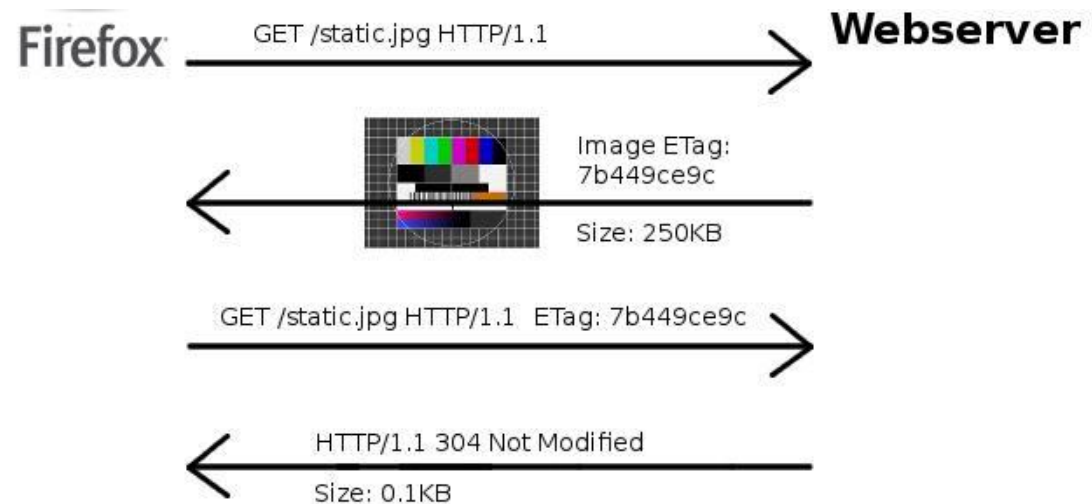 Firefox
GET /static.jpg HTTP/1.1
Webserver
Image ETag:
7b449ce9c
Size: 250KB
GET /static.jpg HTTP/1.1 ETag: 7b449ce9c
HTTP/1.1 304 Not Modified
Size: 0.1KB